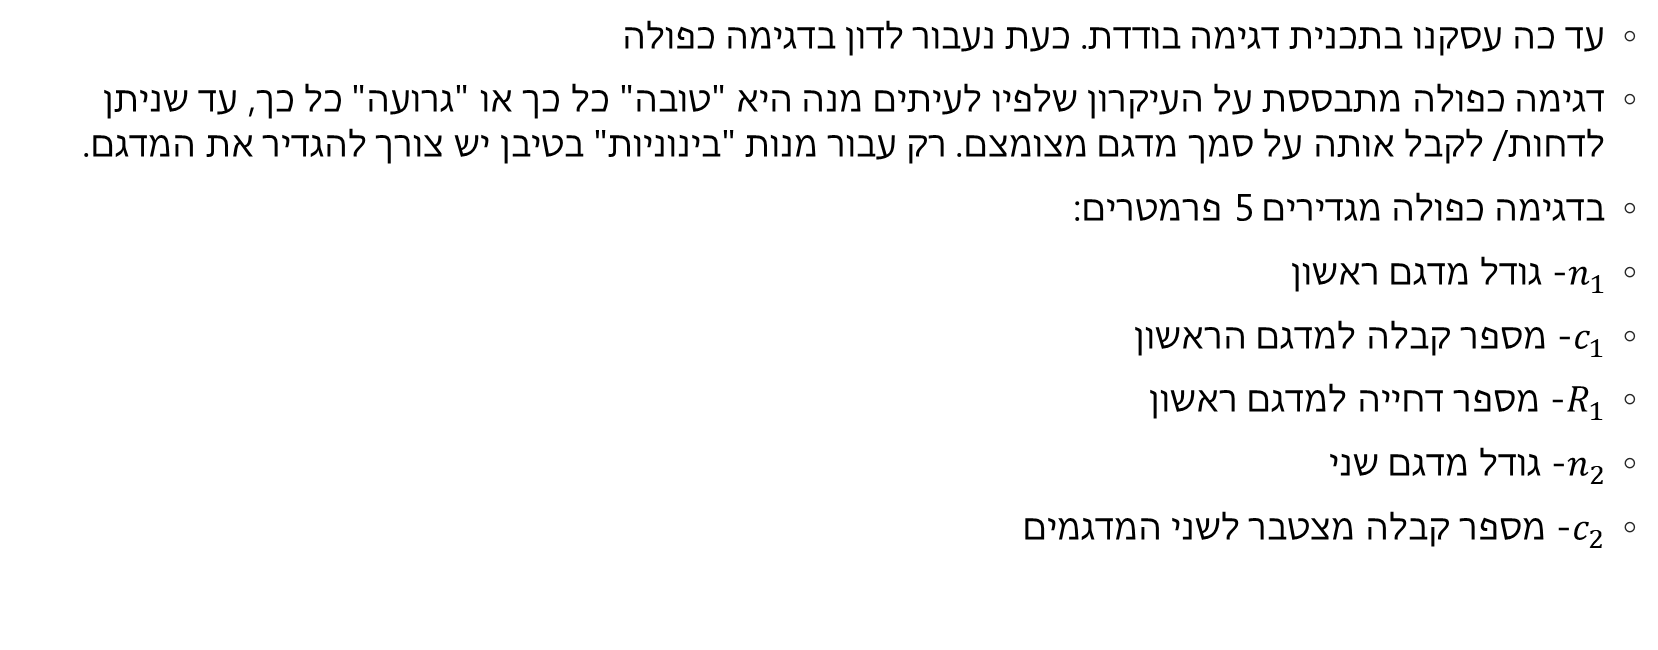 ◦ עד כה עסקנו בתכנית דגימה בודדת. כעת נעבור לדון בדגימה כפולה
◦ דגימה כפולה מתבססת על העיקרון שלפיו לעיתים מנה היא "טובה" כל כך או "גרועה" כל כך, עד שניתן
לדחות/ לקבל אותה על סמך מדגם מצומצם. רק עבור מנות "בינוניות" בטיבן יש צורך להגדיר את המדגם.
◦ בדגימה כפולה מגדירים 5 פרמטרים:
◦ n₁- גודל מדגם ראשון
◦ c₁- מספר קבלה למדגם הראשון
◦ R₁- מספר דחייה למדגם ראשון
◦ n₂- גודל מדגם שני
◦ c₂- מספר קבלה מצטבר לשני המדגמים